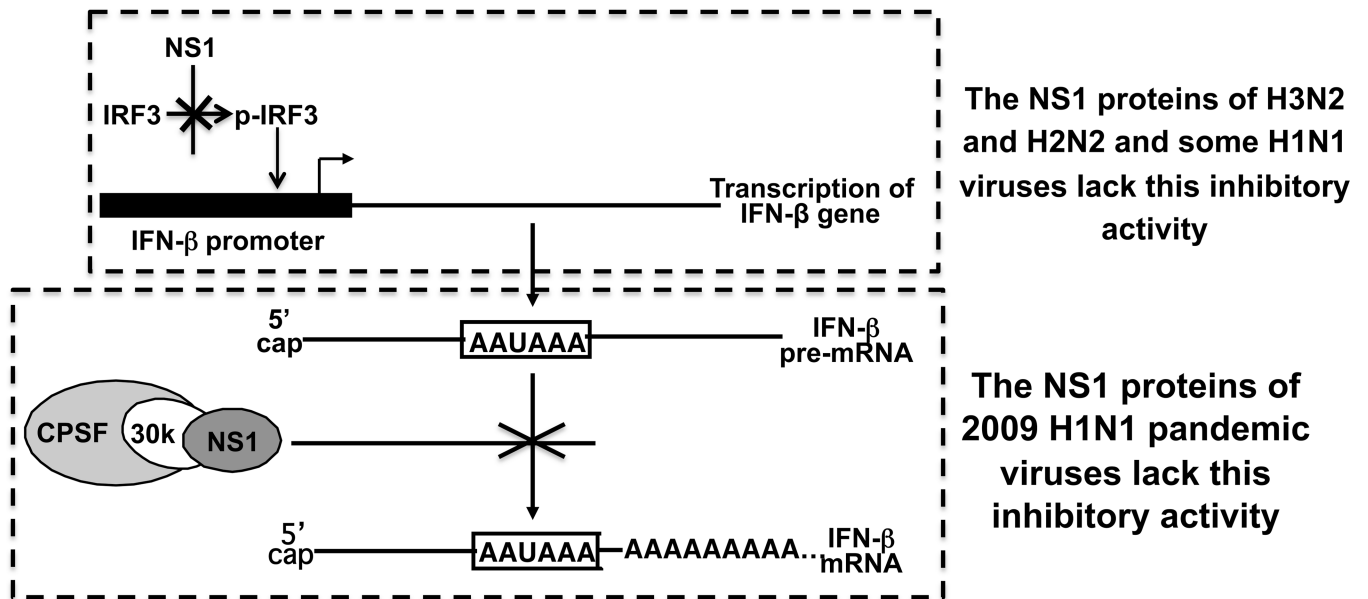 NS1
IRF3
p-IRF3
Transcription of
IFN-β gene
IFN-β promoter
The NS1 proteins of H3N2
and H2N2 and some H1N1
viruses lack this inhibitory
activity
5’
cap
AAUAAA
IFN-β
pre-mRNA
CPSF
30k
NS1
5’
cap
AAUAAA
AAAAAAAAA...
IFN-β
mRNA
The NS1 proteins of
2009 H1N1 pandemic
viruses lack this
inhibitory activity